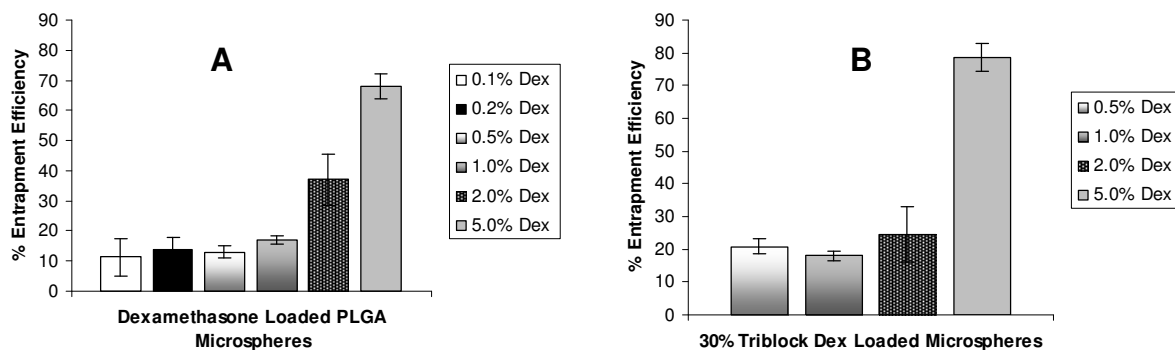 A
% Entrapment Efficiency
90
80
70
60
50
40
30
20
10
0
Dexamethasone Loaded PLGA
Microspheres
0.1% Dex
0.2% Dex
0.5% Dex
1.0% Dex
2.0% Dex
5.0% Dex
B
% Entrapment Efficiency
90
80
70
60
50
40
30
20
10
0
30% Triblock Dex Loaded Microspheres
0.5% Dex
1.0% Dex
2.0% Dex
5.0% Dex